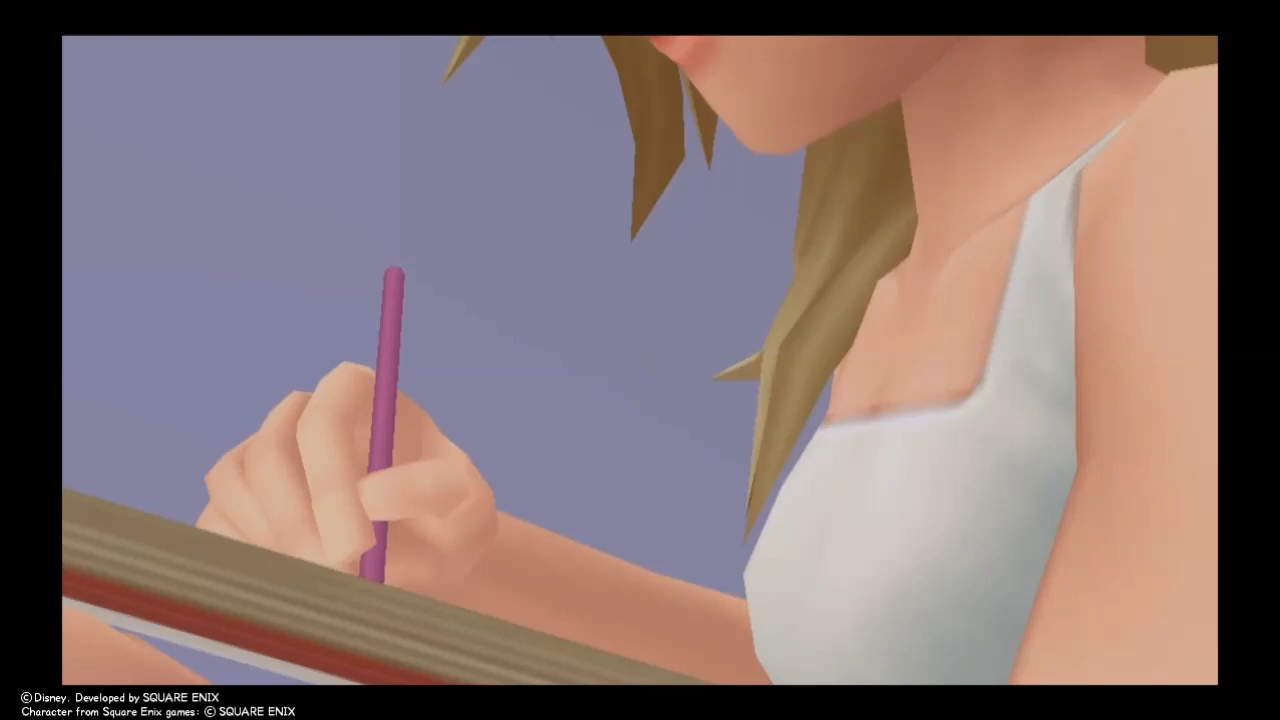 ©Disney. Developed by SQUARE ENIX
Character from Square Enix games: © SQUARE ENIX